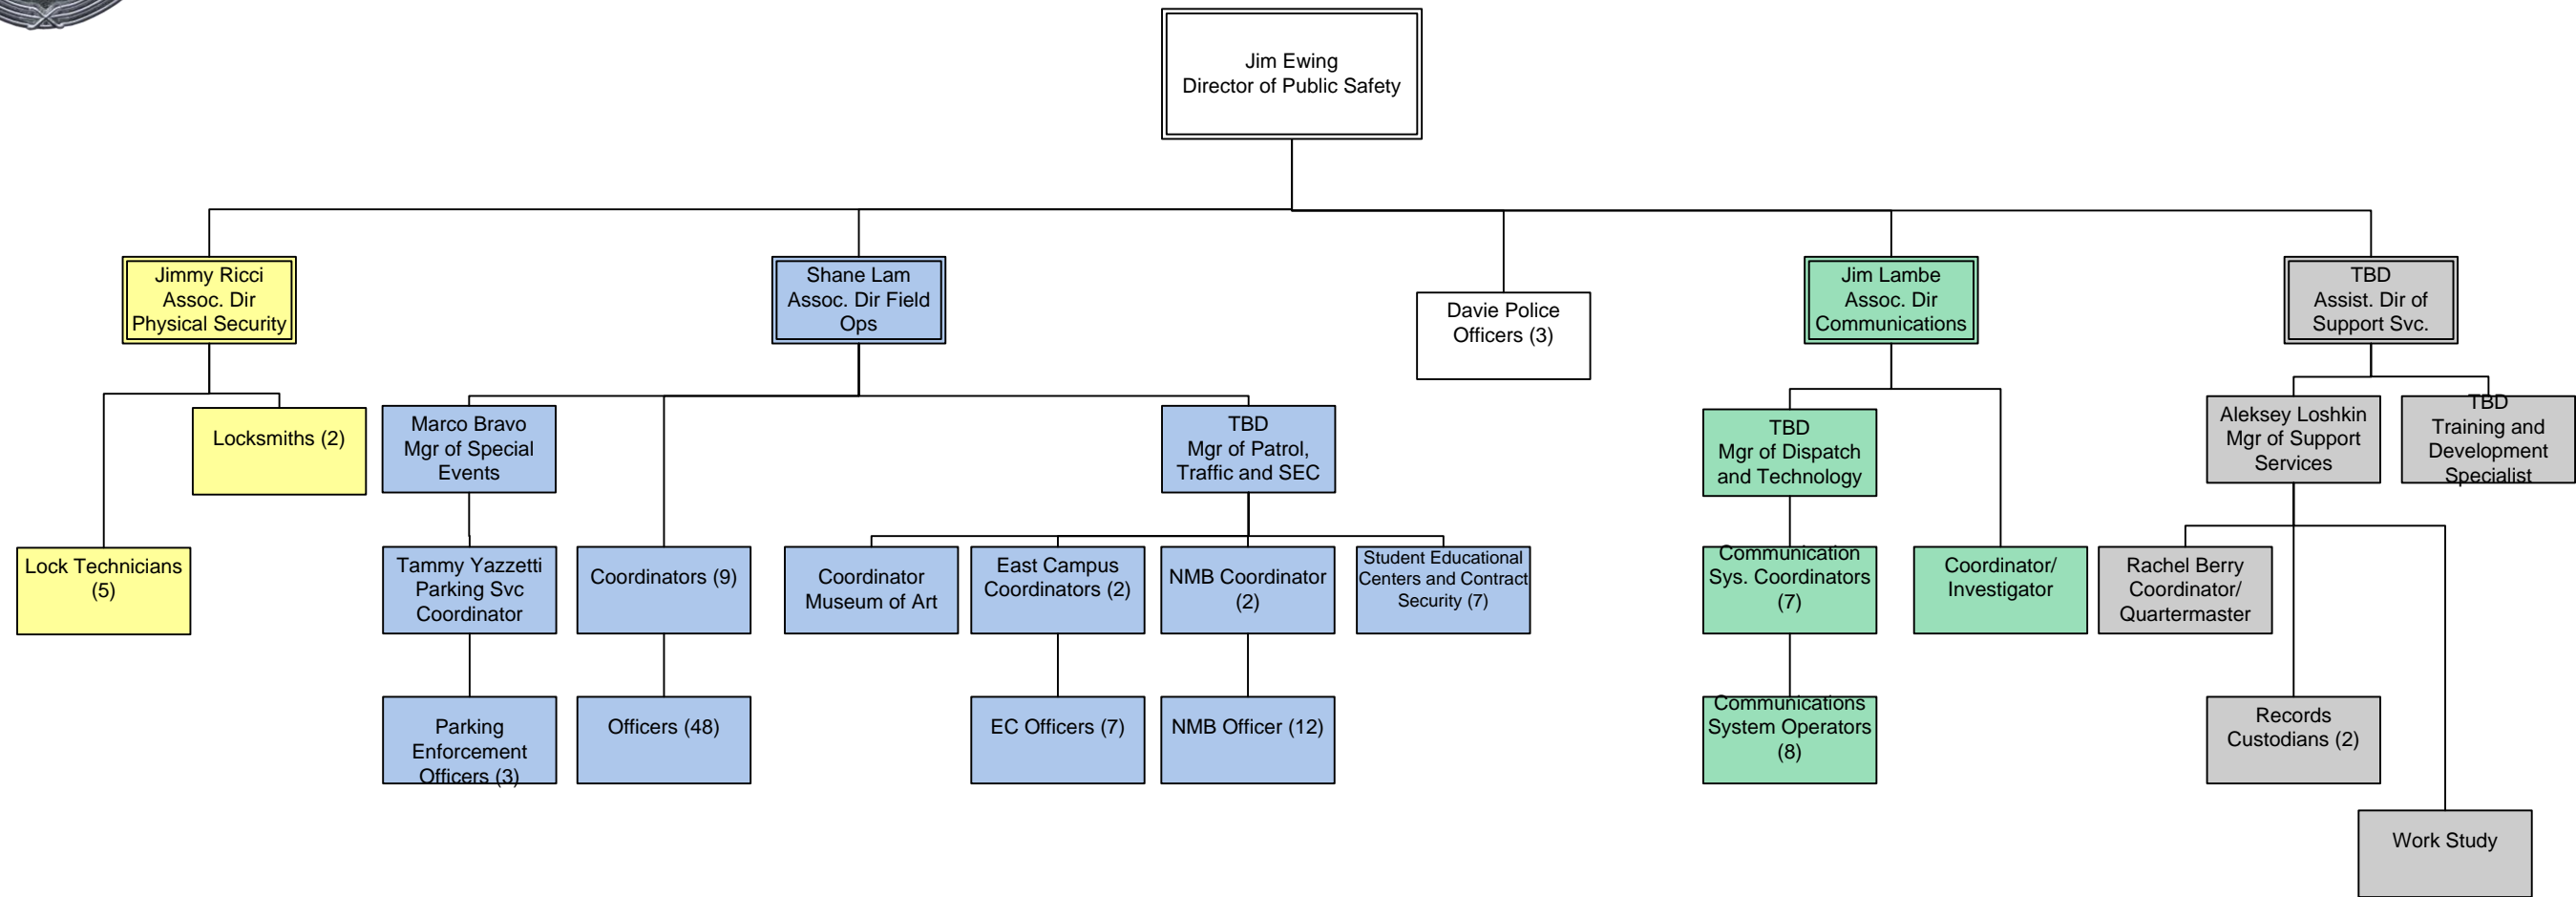 Jim Ewing
Director of Public Safety
Jimmy Ricci
Assoc. Dir
Physical Security
Shane Lam
Assoc. Dir Field
Ops
Davie Police
Officers (3)
Jim Lambe
Assoc. Dir
Communications
TBD
Assist. Dir of
Support Svc.
Locksmiths (2)
Marco Bravo
Mgr of Special
Events
TBD
Mgr of Patrol,
Traffic and SEC
TBD
Mgr of Dispatch
and Technology
Aleksey Loshkin
Mgr of Support
Services
TBD
Training and
Development
Specialist
Lock Technicians
(5)
Tammy Yazzetti
Parking Svc
Coordinator
Coordinators (9)
Coordinator
Museum of Art
East Campus
Coordinators (2)
NMB Coordinator
(2)
Student Educational
Centers and Contract
Security (7)
Communication
Sys. Coordinators
(7)
Coordinator/
Investigator
Rachel Berry
Coordinator/
Quartermaster
Parking
Enforcement
Officers (3)
Officers (48)
EC Officers (7)
NMB Officer (12)
Communications
System Operators
(8)
Records
Custodians (2)
Work Study